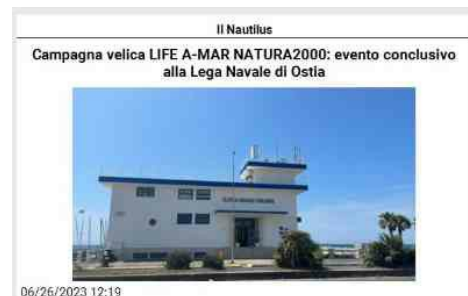 Il Nautilus
Campagna velica LIFE A-MAR NATURA2000: evento conclusivo
alla Lega Navale di Ostia
06/26/2023 12:19